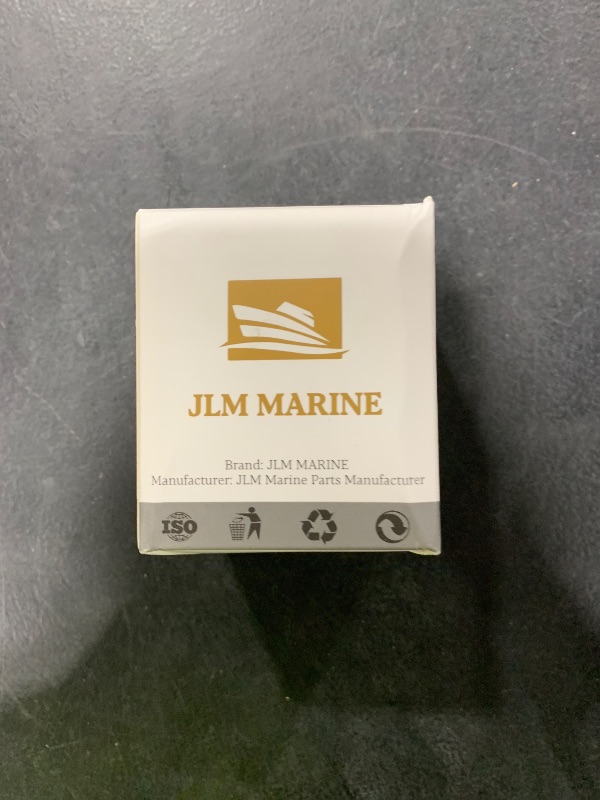 JLM MARINE
Brand: JLM MARINE
Manufacturer: JLM Marine Parts Manufacturer
ISO